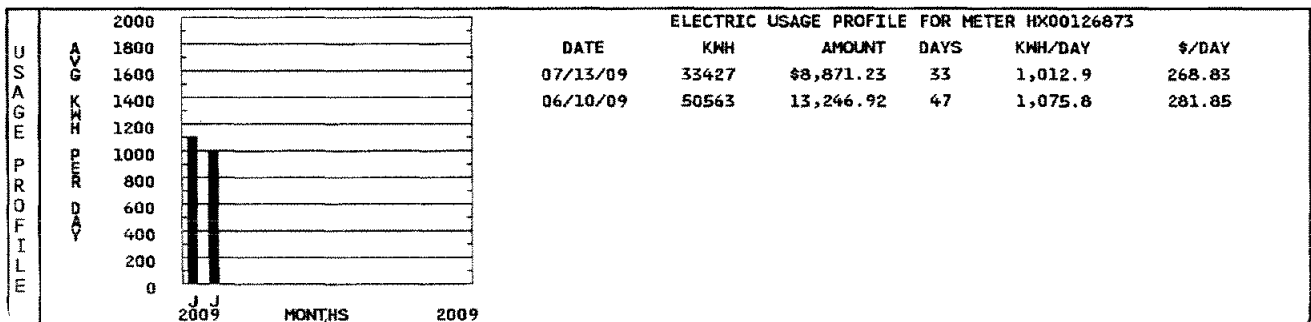 USAGE PROFILE
AVG KWH PER DAY
2000
1800
1600
1400
1200
1000
800
600
400
200
0
J J
2009 MONTHS 2009
ELECTRIC USAGE PROFILE FOR METER HX00126873
DATE KWH AMOUNT DAYS KWH/DAY $/DAY
07/13/09 33427 $8,871.23 33 1,012.9 268.83
06/10/09 50563 13,246.92 47 1,075.8 281.85